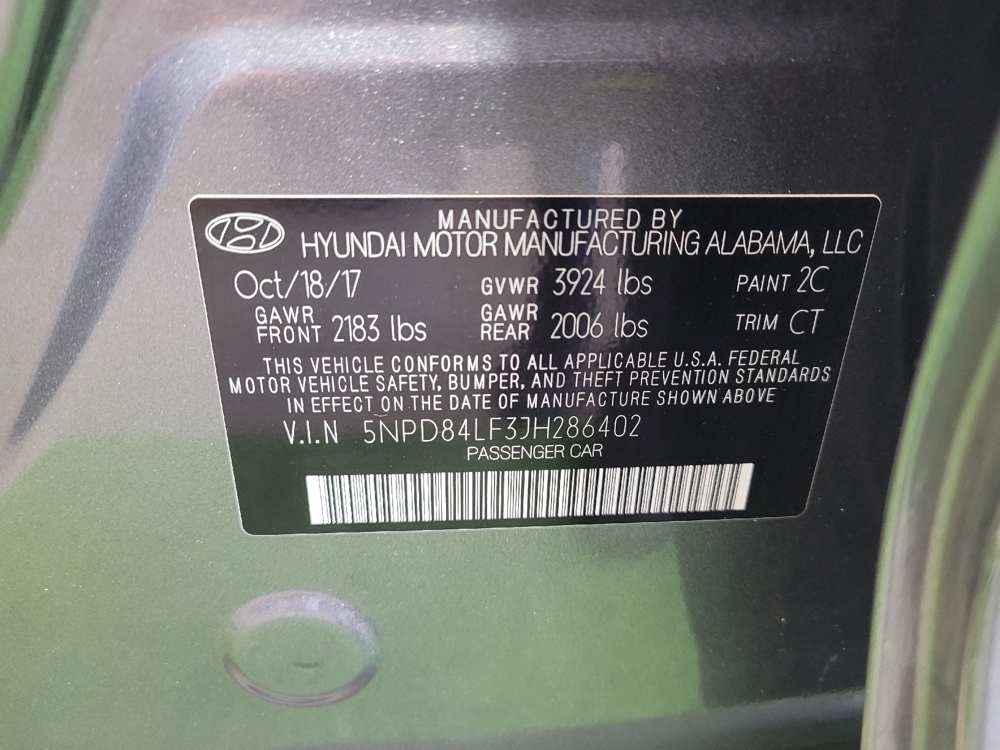 MANUFACTURED BY
HYUNDAI MOTOR MANUFACTURING ALABAMA, LLC
Oct/18/17 GVWR 3924 lbs PAINT 2C
GAWR FRONT 2183 lbs GAWR REAR 2006 lbs TRIM CT
THIS VEHICLE CONFORMS TO ALL APPLICABLE U.S.A. FEDERAL
MOTOR VEHICLE SAFETY, BUMPER, AND THEFT PREVENTION STANDARDS
IN EFFECT ON THE DATE OF MANUFACTURE SHOWN ABOVE
V.I.N 5NPD84LF3JH286402
PASSENGER CAR